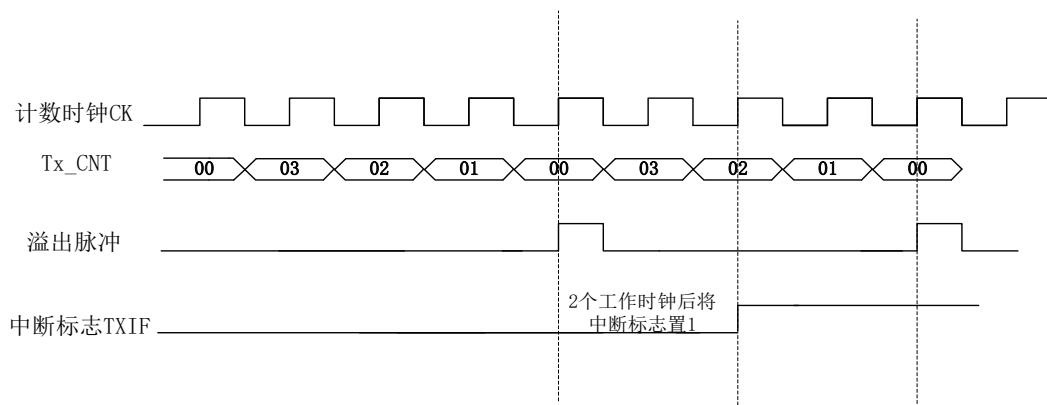 计数时钟CK
Tx_CNT
00 03 02 01 00 03 02 01 00
溢出脉冲
2个工作时钟后将
中断标志置1
中断标志TXIF